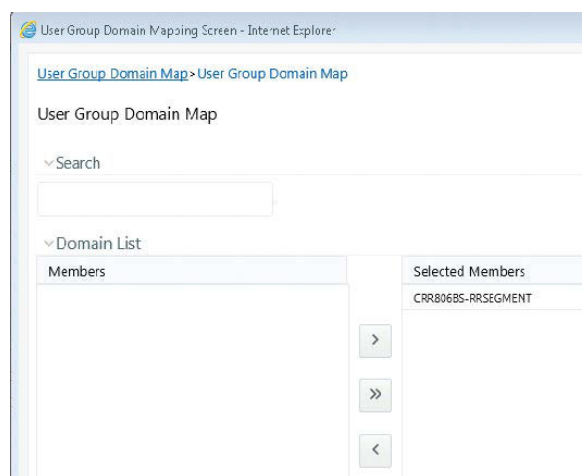 User Group Domain Mapping Screen - Internet Explorer
User Group Domain Map>User Group Domain Map
User Group Domain Map
Search
Domain List
Members
Selected Members
CRR806BS-RRSEGMENT
>
»
<